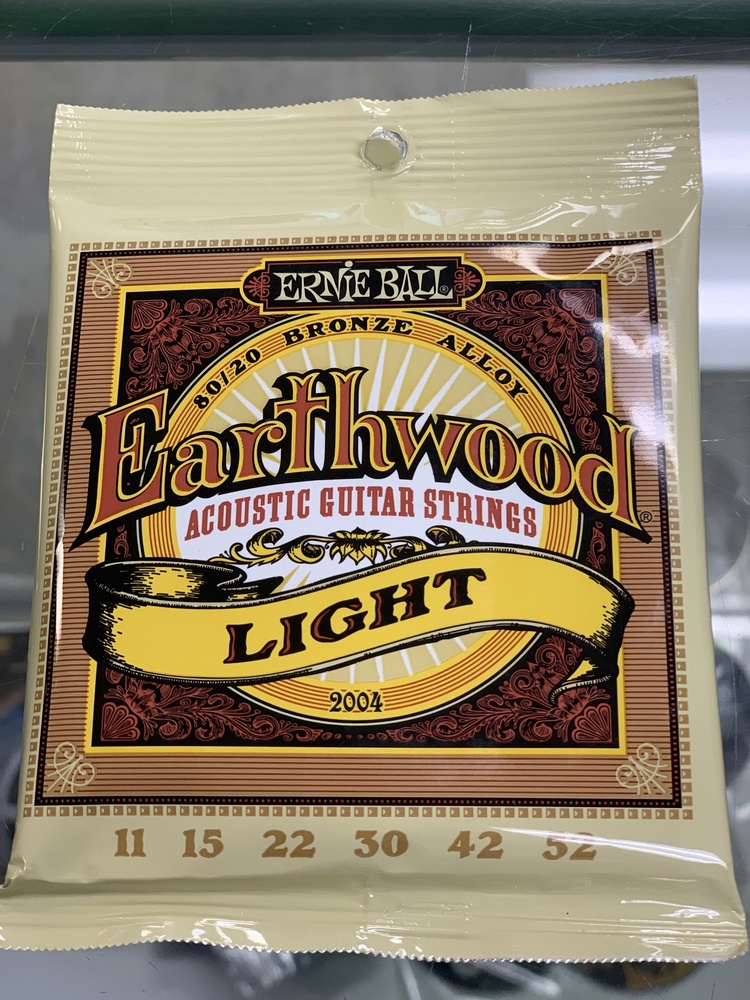 ERNIE BALL®
80/20 BRONZE ALLOY
Earthwood®
ACOUSTIC GUITAR STRINGS
LIGHT
2004
11 15 22 30 42 52